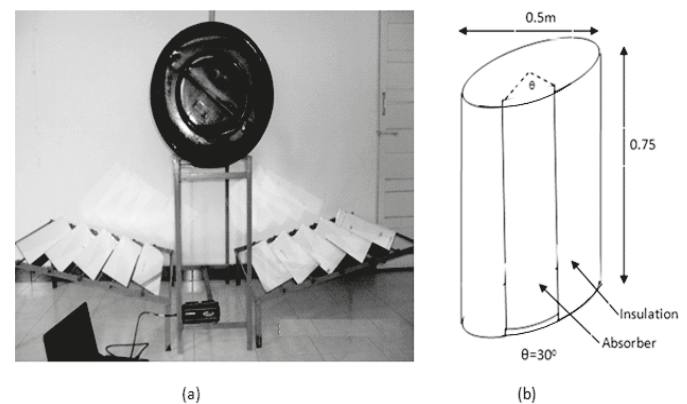 0.5m
θ
0.75
Insulation
Absorber
θ=30⁰
(a)
(b)